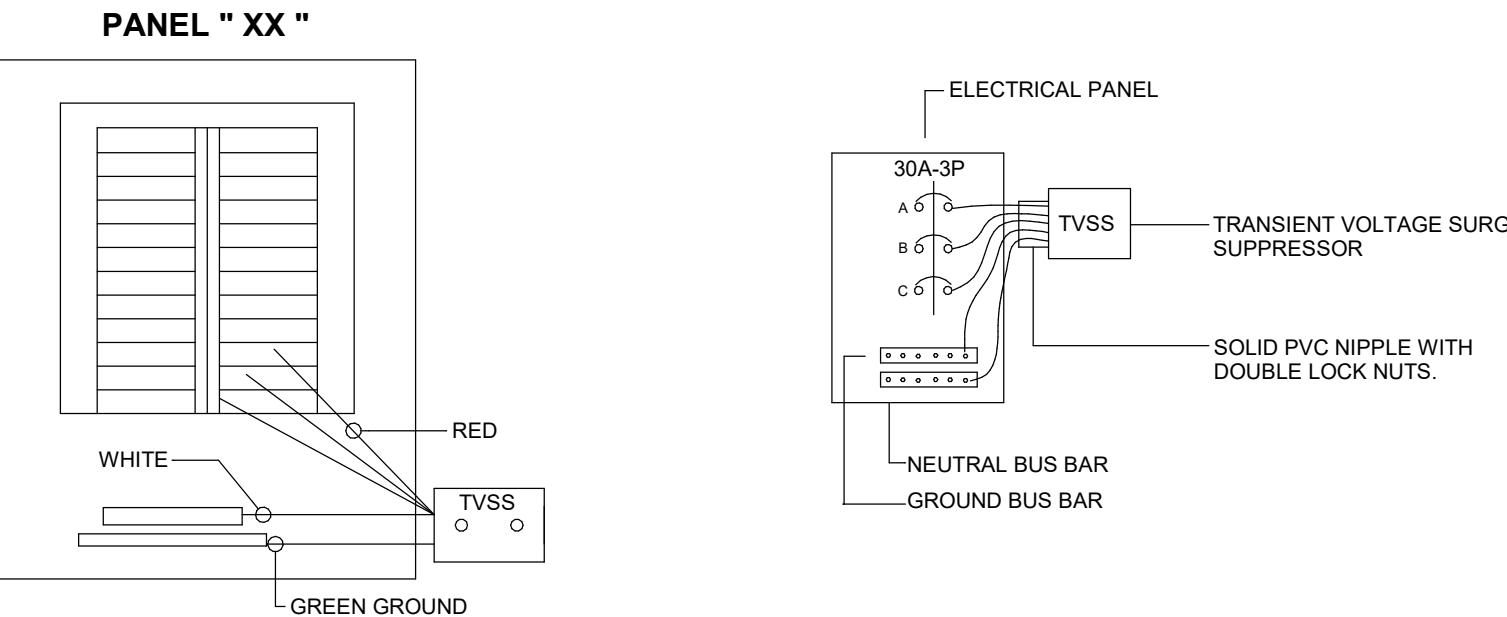 PANEL " XX "
RED
WHITE
TVSS
GREEN GROUND
ELECTRICAL PANEL
30A-3P
A
B
C
TVSS
TRANSIENT VOLTAGE SURG
SUPPRESSOR
SOLID PVC NIPPLE WITH
DOUBLE LOCK NUTS.
NEUTRAL BUS BAR
GROUND BUS BAR